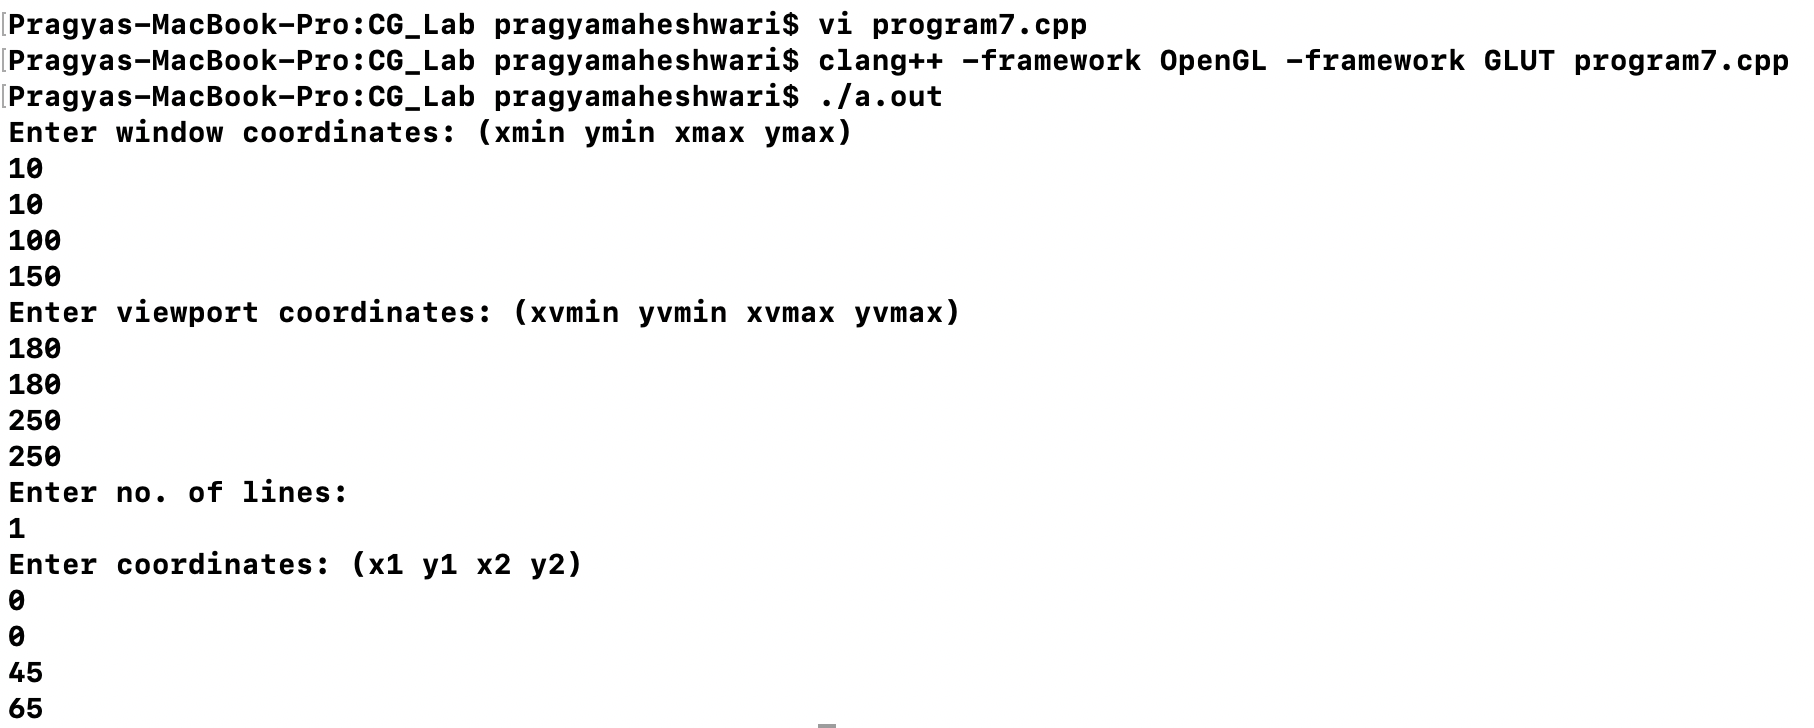 Pragyas-MacBook-Pro:CG_Lab pragyamaheshwari$ vi program7.cpp
Pragyas-MacBook-Pro:CG_Lab pragyamaheshwari$ clang++ -framework OpenGL -framework GLUT program7.cpp
Pragyas-MacBook-Pro:CG_Lab pragyamaheshwari$ ./a.out
Enter window coordinates: (xmin ymin xmax ymax)
10
10
100
150
Enter viewport coordinates: (xvmin yvmin xvmax yvmax)
180
180
250
250
Enter no. of lines:
1
Enter coordinates: (x1 y1 x2 y2)
0
0
45
65